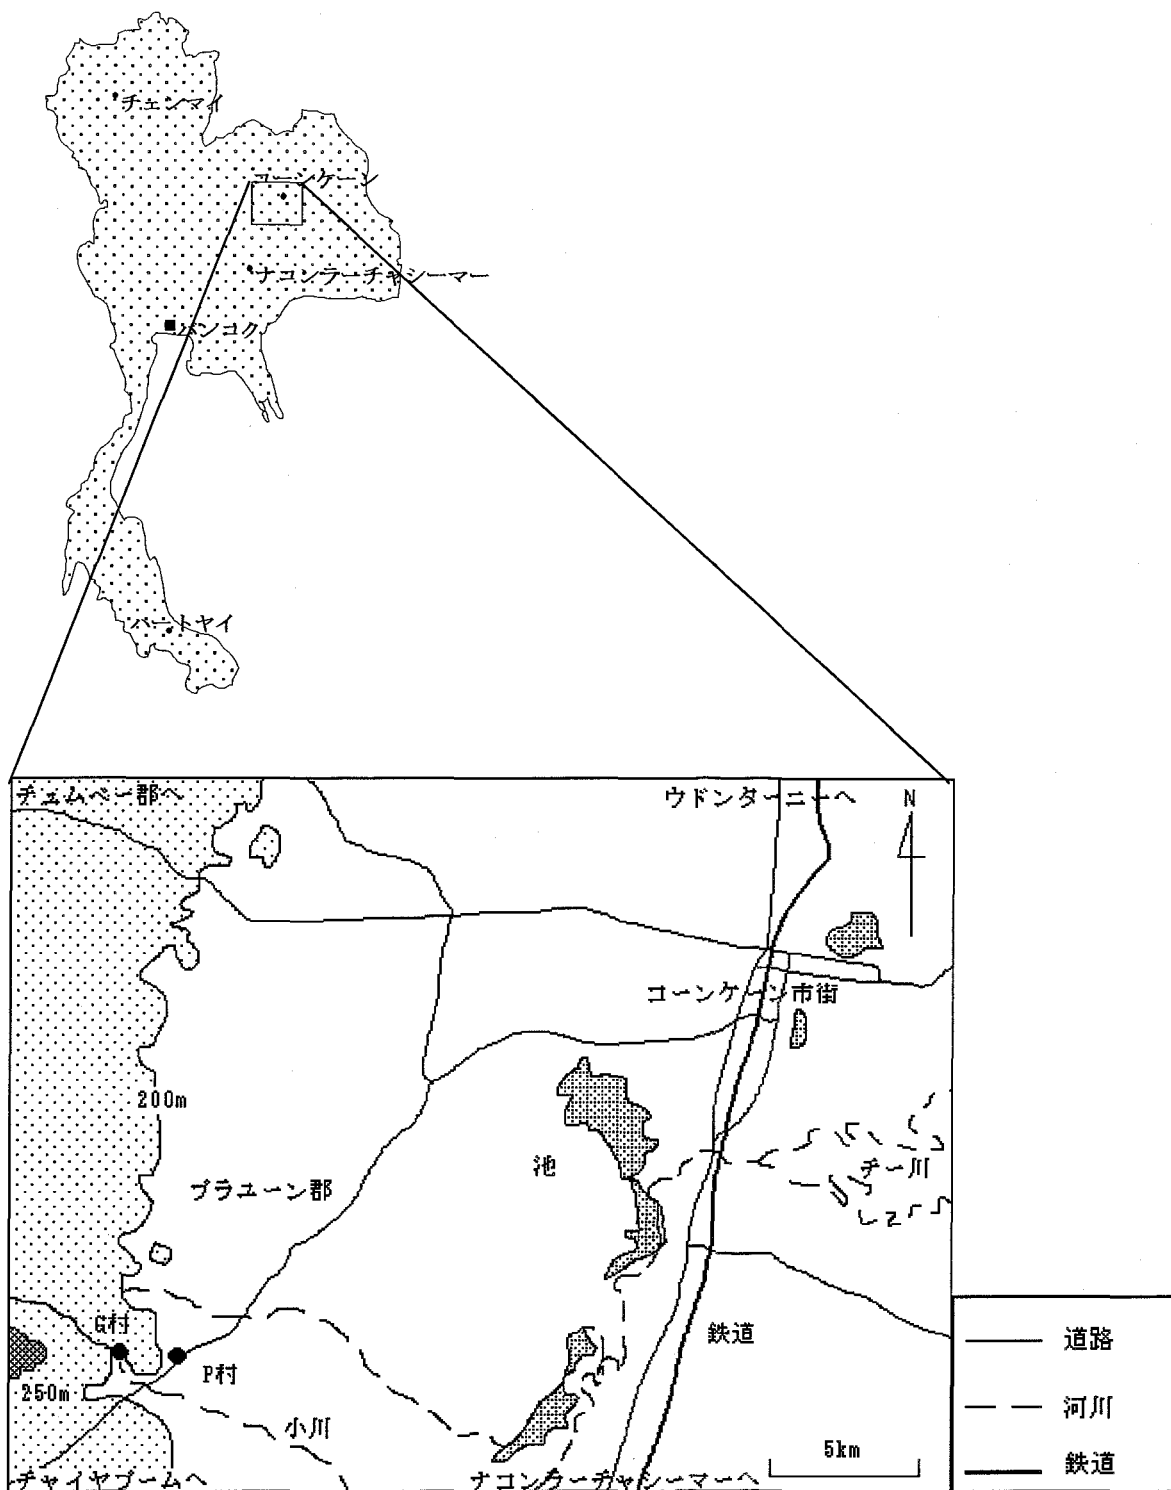 チェンマイ
コーンケーン
ナコンラーチャシーマー
バンコク
ハートヤイ
チュムペー郡へ
ウドンターニーへ
N
コーンケーン市街
200m
池
チー川
プラユーン郡
G村
P村
鉄道
250m
小川
5km
チャイヤプームへ
ナコンラーチャシーマーへ
道路
河川
鉄道